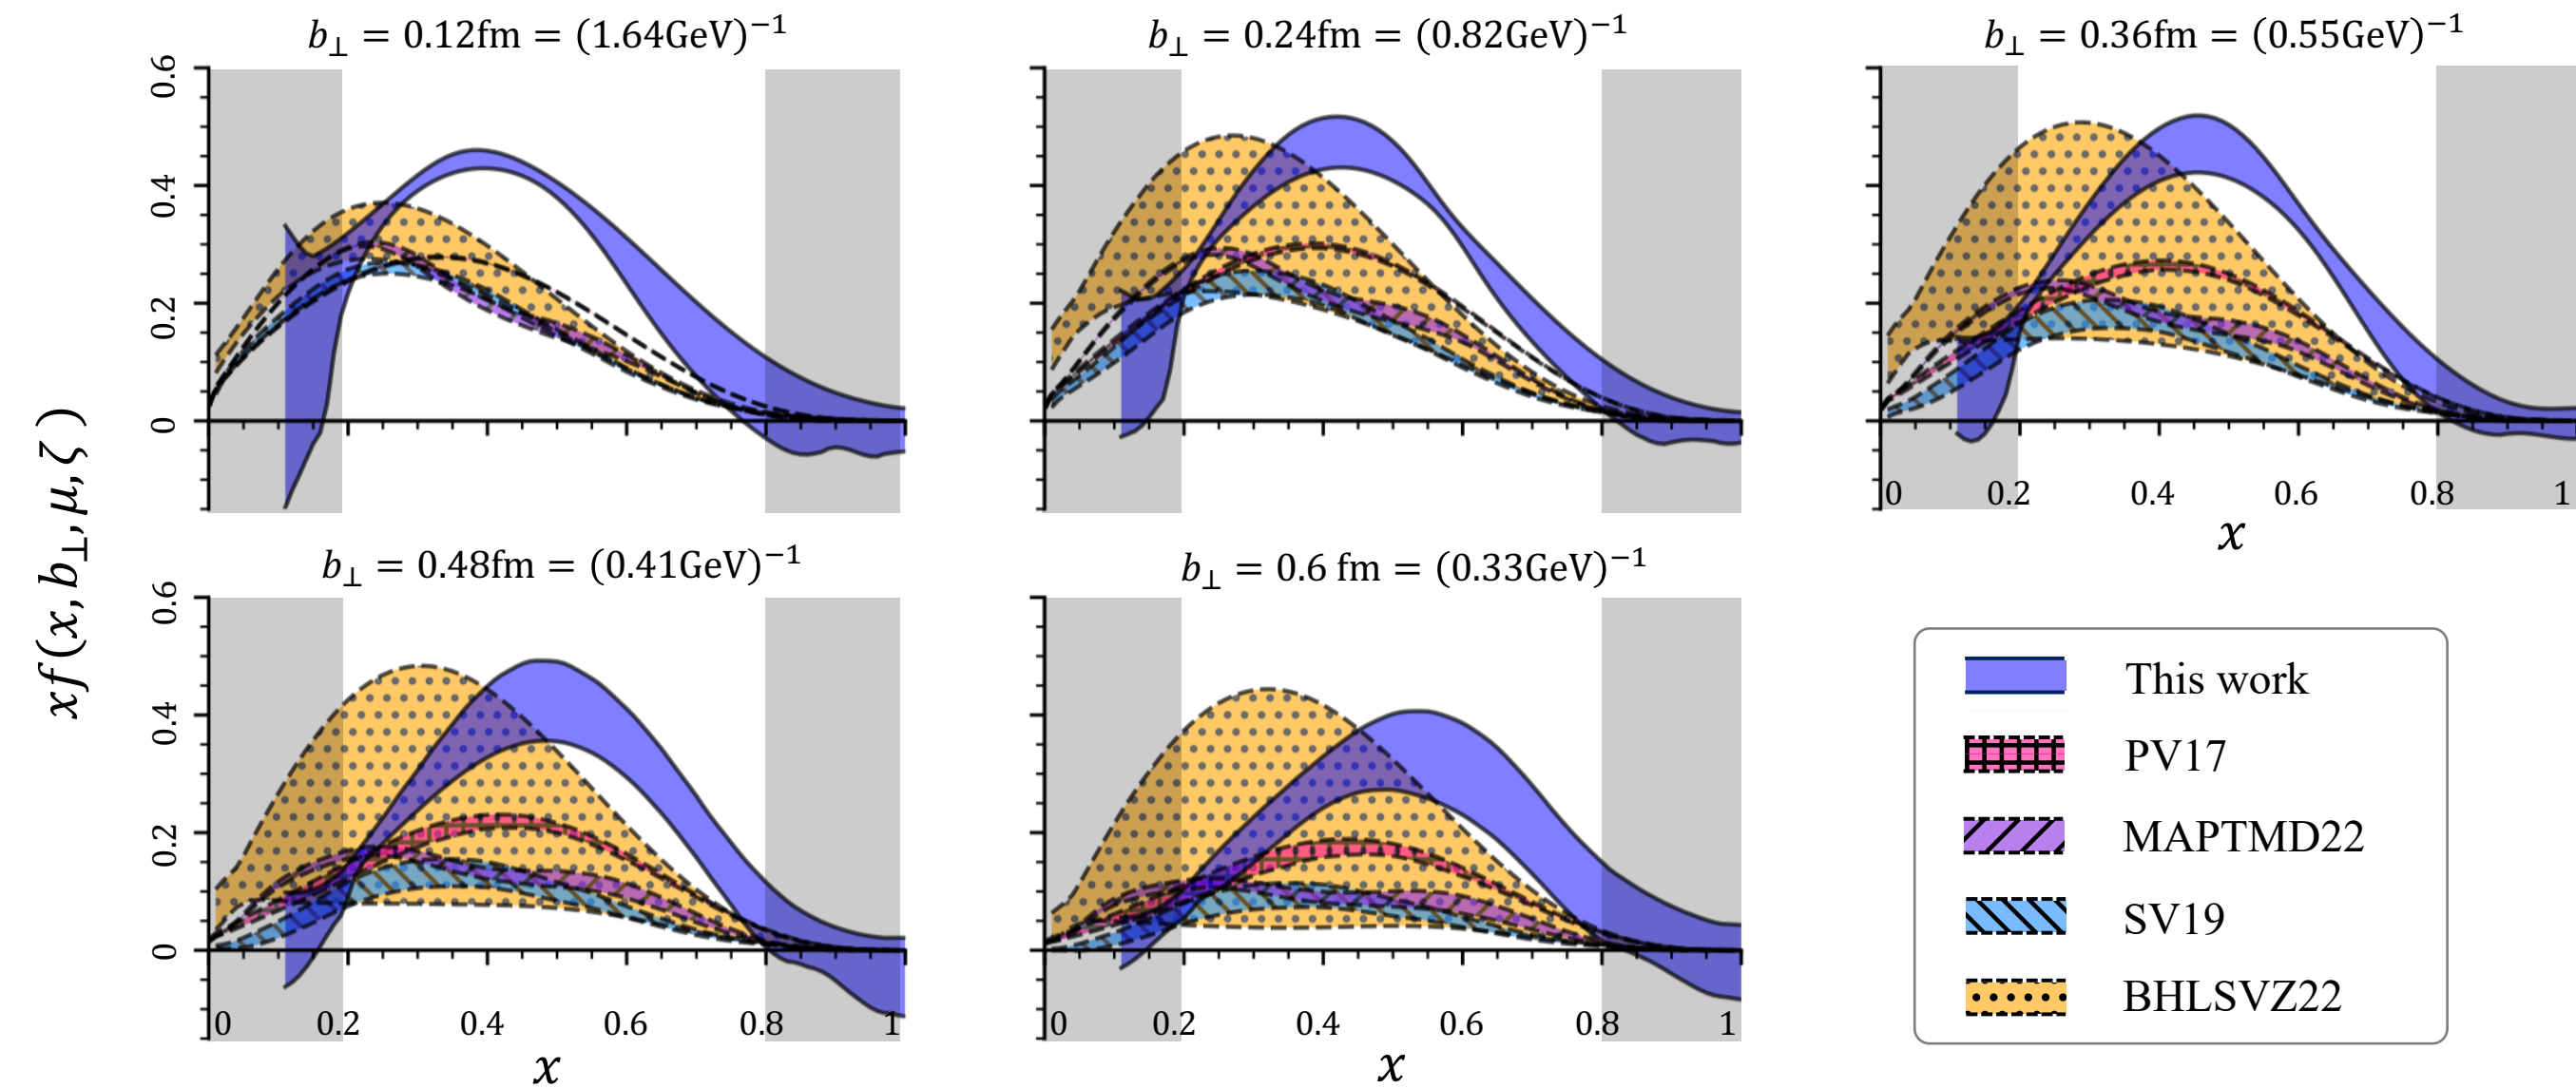 b⊥ = 0.12fm = (1.64GeV)⁻¹
b⊥ = 0.24fm = (0.82GeV)⁻¹
b⊥ = 0.36fm = (0.55GeV)⁻¹
xf(x, b⊥, μ, ζ)
0.6
0.4
0.2
0
0 0.2 0.4 0.6 0.8 1
x
b⊥ = 0.48fm = (0.41GeV)⁻¹
b⊥ = 0.6 fm = (0.33GeV)⁻¹
0.6
0.4
0.2
0
0 0.2 0.4 0.6 0.8 1
x
0 0.2 0.4 0.6 0.8 1
x
This work
PV17
MAPTMD22
SV19
BHLSVZ22